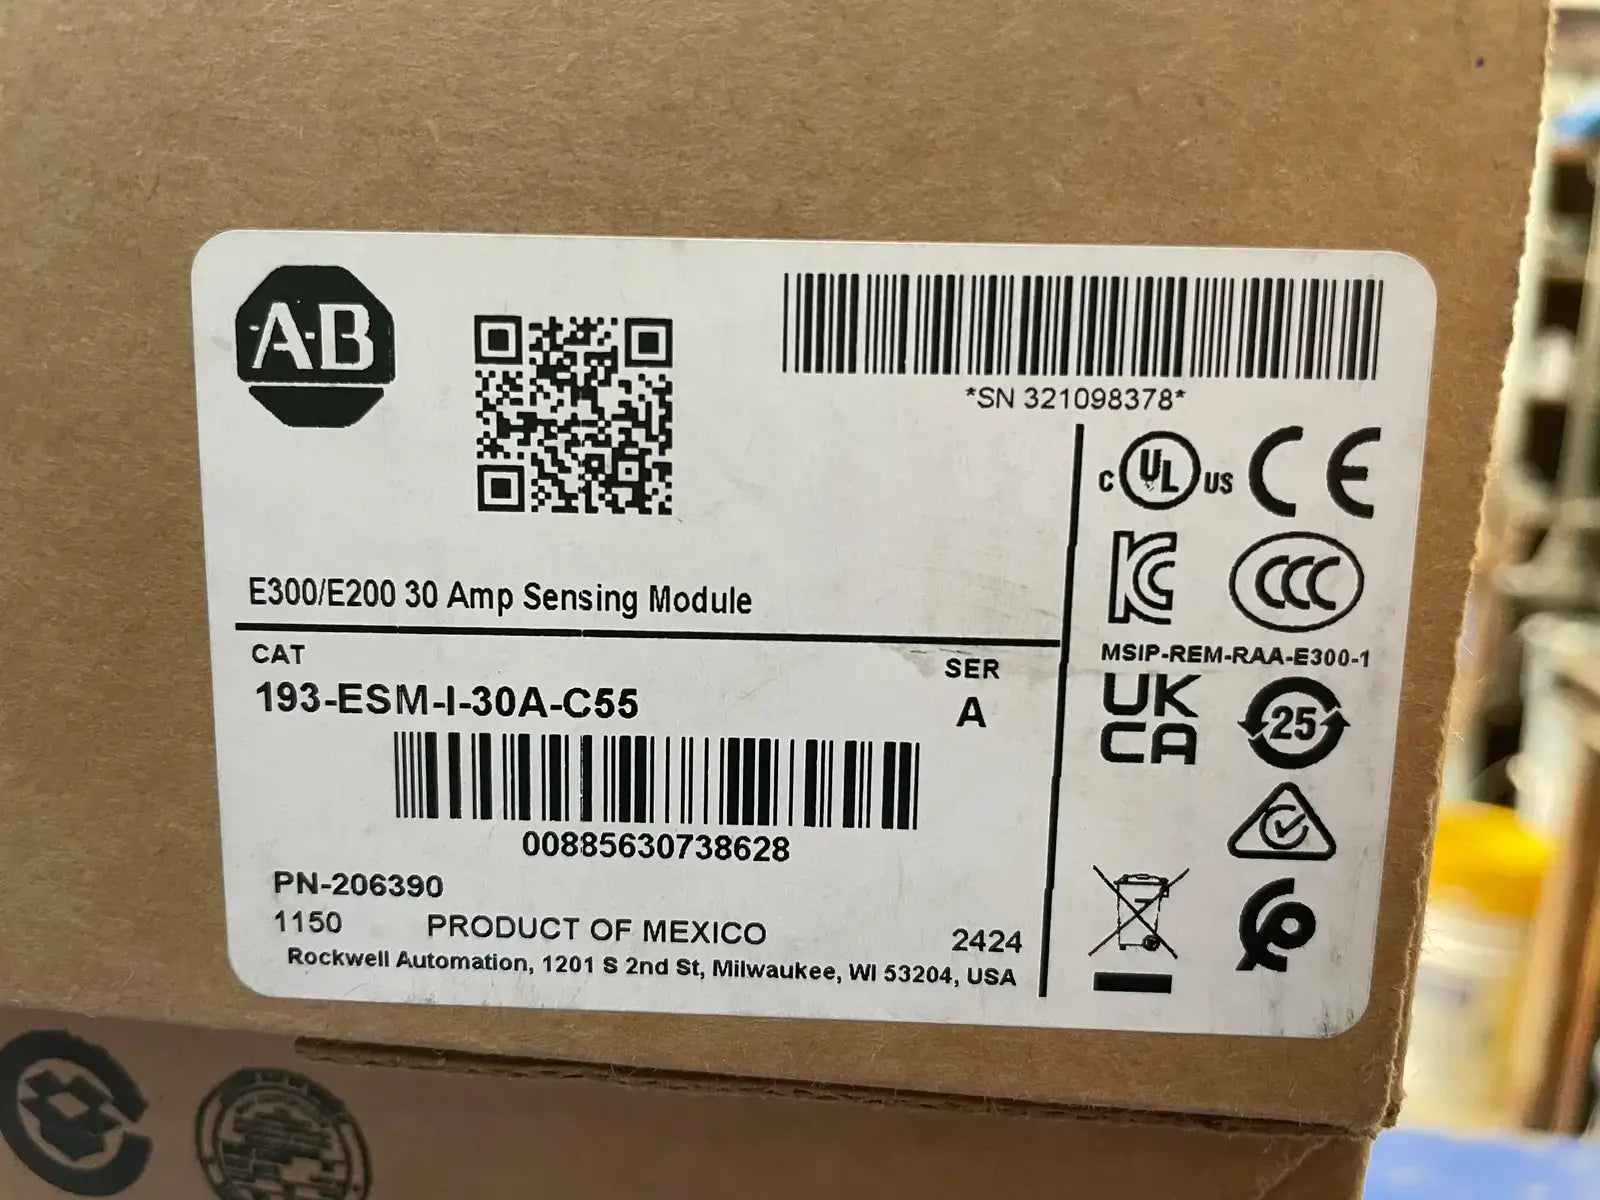 A-B
*SN 321098378*
C UL US CE
KC CCC
E300/E200 30 Amp Sensing Module
MSIP-REM-RAA-E300-1
CAT
SER
193-ESM-I-30A-C55
A
UK
CA
25
00885630738628
PN-206390
1150 PRODUCT OF MEXICO 2424
Rockwell Automation, 1201 S 2nd St, Milwaukee, WI 53204, USA